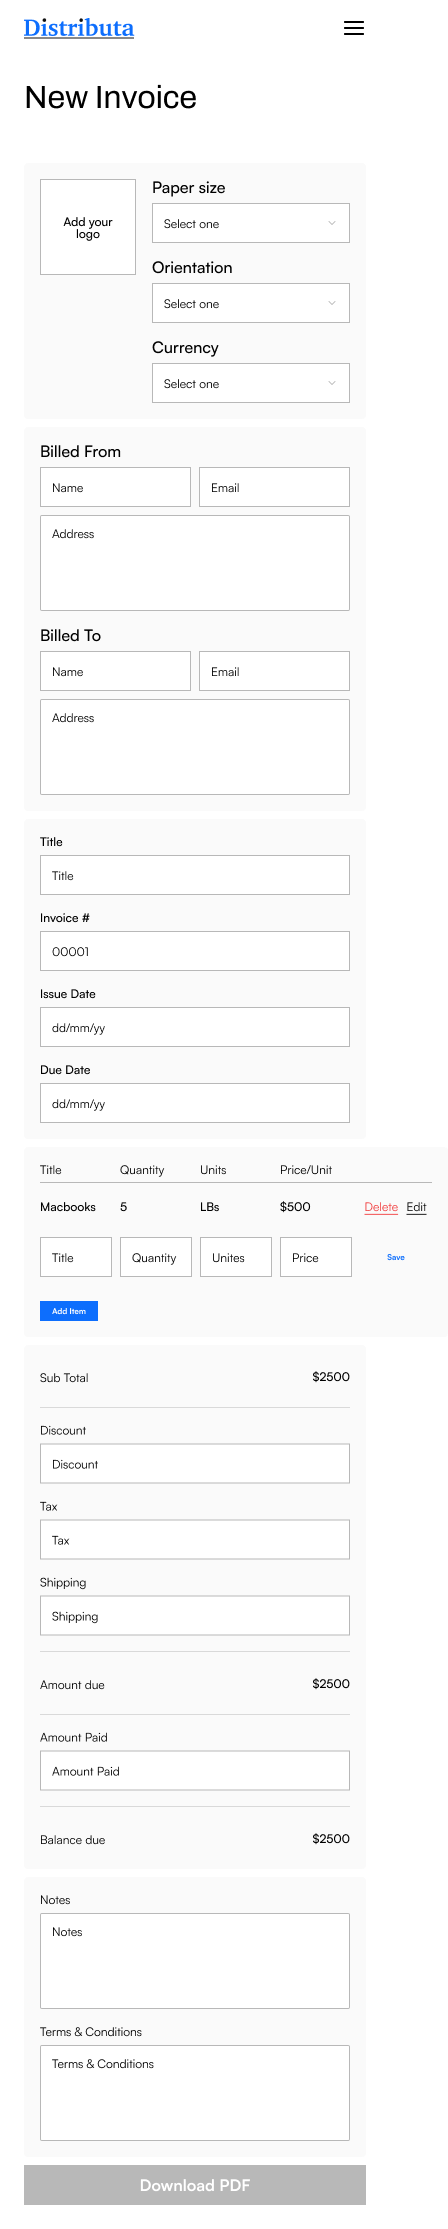 Distributa
New Invoice
Add your
logo
Paper size
Select one
Orientation
Select one
Currency
Select one
Billed From
Name Email
Address
Billed To
Name Email
Address
Title
Title
Invoice #
00001
Issue Date
dd/mm/yy
Due Date
dd/mm/yy
Title Quantity Units Price/Unit
Macbooks 5 LBs $500 Delete Edit
Title Quantity Unites Price Save
Add Item
Sub Total $2500
Discount
Discount
Tax
Tax
Shipping
Shipping
Amount due $2500
Amount Paid
Amount Paid
Balance due $2500
Notes
Notes
Terms & Conditions
Terms & Conditions
Download PDF